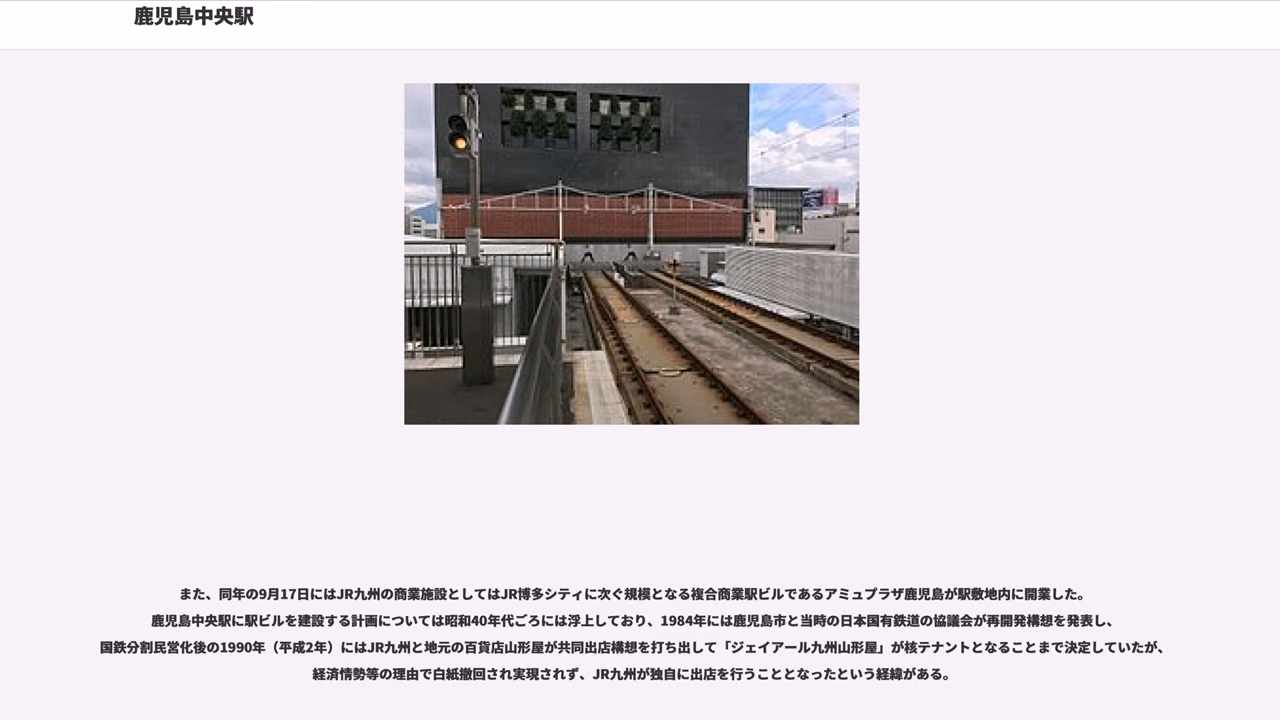 鹿児島中央駅
また、同年の9月17日にはJR九州の商業施設としてはJR博多シティに次ぐ規模となる複合商業駅ビルであるアミュプラザ鹿児島が駅敷地内に開業した。
鹿児島中央駅に駅ビルを建設する計画については昭和40年代ごろには浮上しており、1984年には鹿児島市と当時の日本国有鉄道の協議会が再開発構想を発表し、
国鉄分割民営化後の1990年（平成2年）にはJR九州と地元の百貨店山形屋が共同出店構想を打ち出して「ジェイアール九州山形屋」が核テナントとなることまで決定していたが、
経済情勢等の理由で白紙撤回され実現されず、JR九州が独自に出店を行うこととなったという経緯がある。